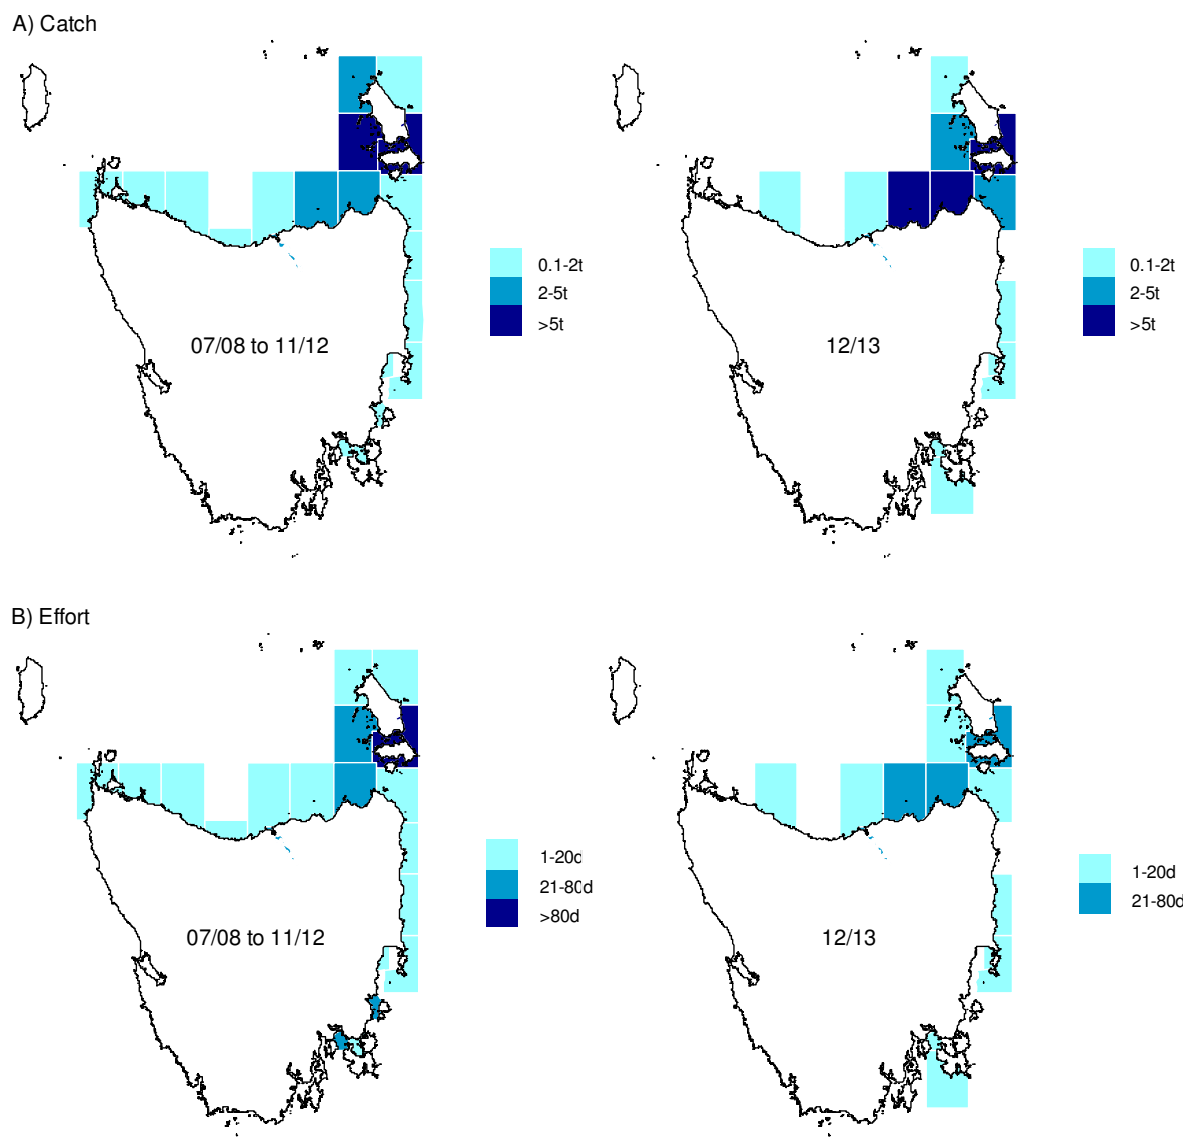 A) Catch
0.1-2t
2-5t
>5t
07/08 to 11/12
0.1-2t
2-5t
>5t
12/13
B) Effort
1-20d
21-80d
>80d
07/08 to 11/12
1-20d
21-80d
12/13